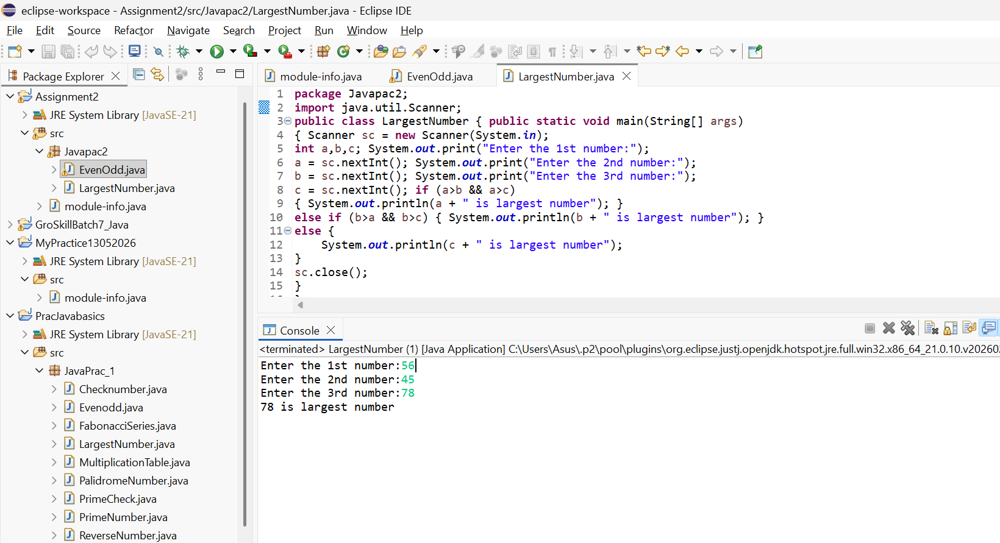 eclipse-workspace - Assignment2/src/Javapac2/LargestNumber.java - Eclipse IDE
File Edit Source Refactor Navigate Search Project Run Window Help
Package Explorer
Assignment2
JRE System Library [JavaSE-21]
src
Javapac2
EvenOdd.java
LargestNumber.java
module-info.java
GroSkillBatch7_Java
MyPractice13052026
JRE System Library [JavaSE-21]
src
module-info.java
PracJavabasics
JRE System Library [JavaSE-21]
src
JavaPrac_1
Checknumber.java
Evenodd.java
FabonacciSeries.java
LargestNumber.java
MultiplicationTable.java
PalidromeNumber.java
PrimeCheck.java
PrimeNumber.java
ReverseNumber.java
module-info.java EvenOdd.java LargestNumber.java
1 package Javapac2;
2 import java.util.Scanner;
3 public class LargestNumber { public static void main(String[] args)
4 { Scanner sc = new Scanner(System.in);
5 int a,b,c; System.out.print("Enter the 1st number:");
6 a = sc.nextInt(); System.out.print("Enter the 2nd number:");
7 b = sc.nextInt(); System.out.print("Enter the 3rd number:");
8 c = sc.nextInt(); if (a>b && a>c)
9 { System.out.println(a + " is largest number"); }
10 else if (b>a && b>c) { System.out.println(b + " is largest number"); }
11 else {
12     System.out.println(c + " is largest number");
13 }
14 sc.close();
15 }
Console
<terminated> LargestNumber (1) [Java Application] C:\Users\Asus\.p2\pool\plugins\org.eclipse.justj.openjdk.hotspot.jre.full.win32.x86_64_21.0.10.v20260
Enter the 1st number:56
Enter the 2nd number:45
Enter the 3rd number:78
78 is largest number